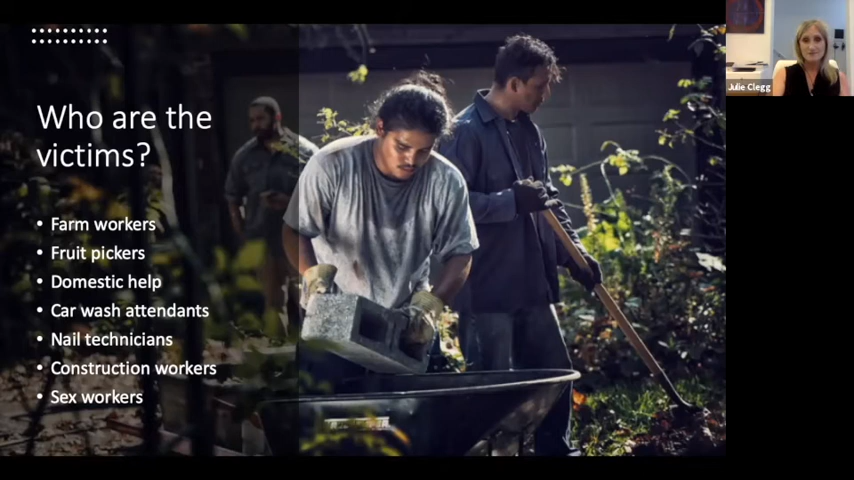 Who are the
victims?
• Farm workers
• Fruit pickers
• Domestic help
• Car wash attendants
• Nail technicians
• Construction workers
• Sex workers
Julie Clegg